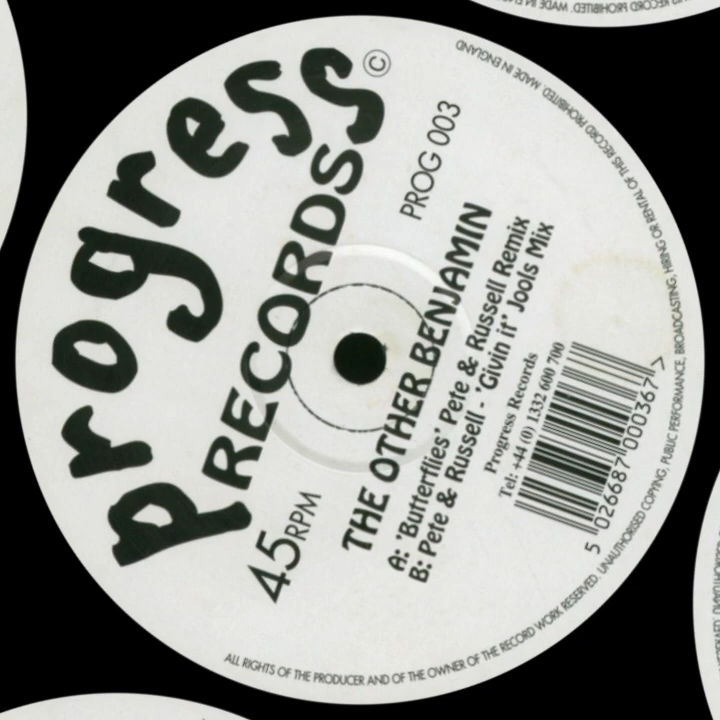 progress ©
RECORDS
PROG 003
45RPM
THE OTHER BENJAMIN
A: 'Butterflies' Pete & Russell Remix
B: Pete & Russell - 'Givin it' Jools Mix
Progress Records
Tel: +44 (0) 1332 600 700
5 026687 000367 >
ALL RIGHTS OF THE PRODUCER AND OF THE OWNER OF THE RECORD WORK RESERVED. UNAUTHORISED COPYING, PUBLIC PERFORMANCE, BROADCASTING, HIRING OR RENTAL OF THIS RECORD PROHIBITED. MADE IN ENGLAND